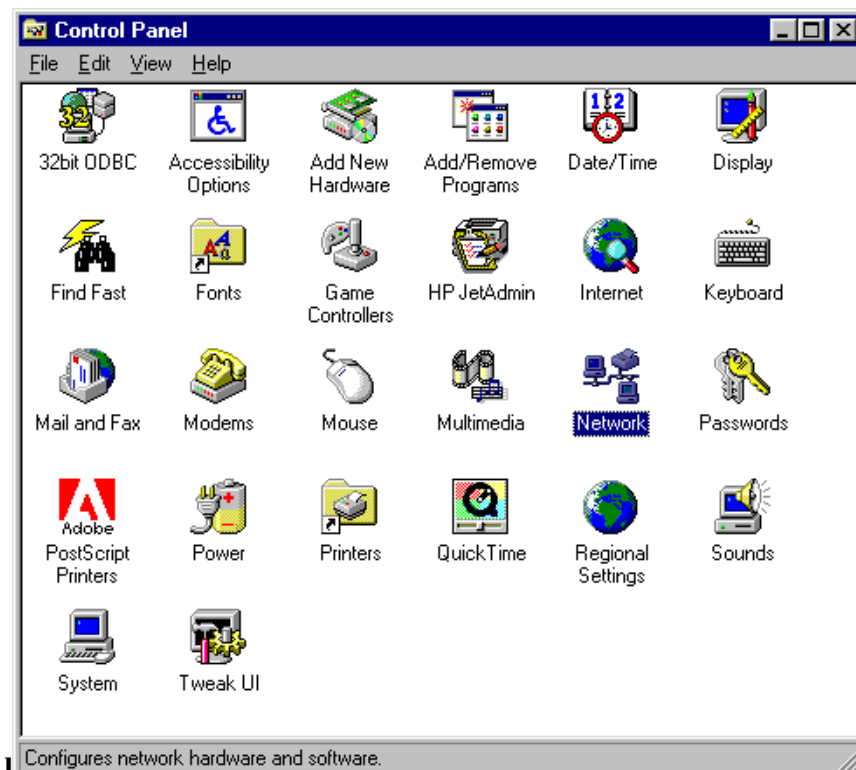 Control Panel
File Edit View Help
32bit ODBC Accessibility Options Add New Hardware Add/Remove Programs Date/Time Display
Find Fast Fonts Game Controllers HP JetAdmin Internet Keyboard
Mail and Fax Modems Mouse Multimedia Network Passwords
Adobe
PostScript Printers Power Printers QuickTime Regional Settings Sounds
System Tweak UI
Configures network hardware and software.